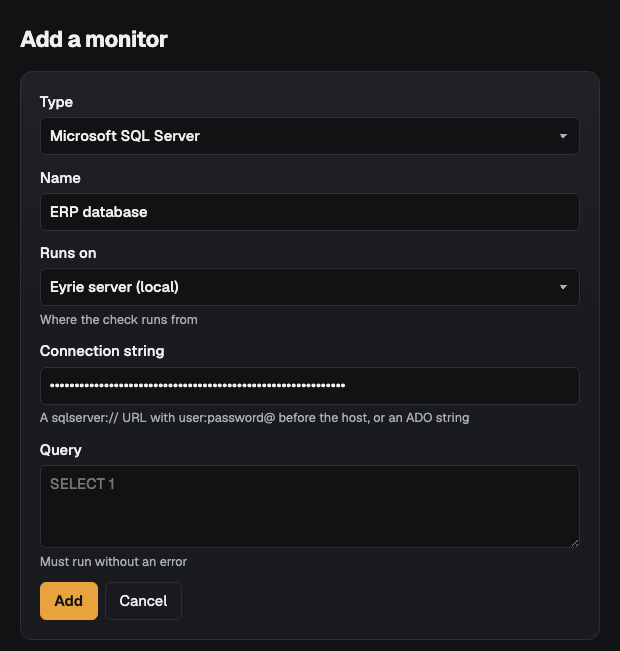 Add a monitor
Type
Microsoft SQL Server
Name
ERP database
Runs on
Eyrie server (local)
Where the check runs from
Connection string
••••••••••••••••••••••••••••••••••••••••••••••••••••••••••••
A sqlserver:// URL with user:password@ before the host, or an ADO string
Query
SELECT 1
Must run without an error
Add
Cancel